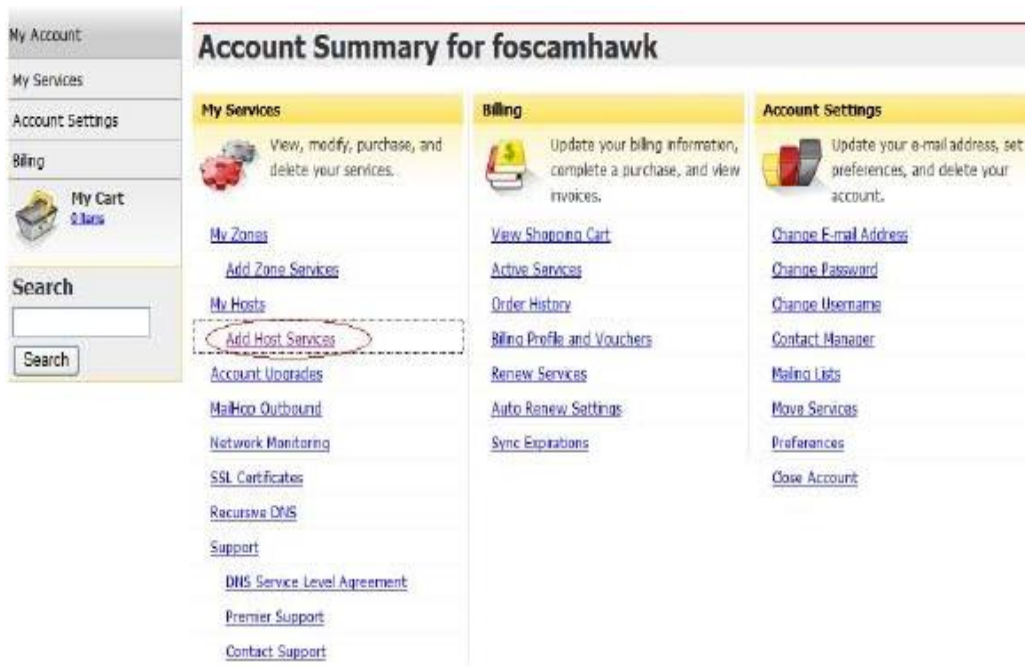 My Account
My Services
Account Settings
Billing
My Cart
0 Items
Search
Search
Account Summary for foscamhawk
My Services
View, modify, purchase, and
delete your services.
My Zones
Add Zone Services
My Hosts
Add Host Services
Account Upgrades
MailHop Outbound
Network Monitoring
SSL Certificates
Recursive DNS
Support
DNS Service Level Agreement
Premier Support
Contact Support
Billing
Update your billing information,
complete a purchase, and view
invoices.
View Shopping Cart
Active Services
Order History
Billing Profile and Vouchers
Renew Services
Auto Renew Settings
Sync Expirations
Account Settings
Update your e-mail address, set
preferences, and delete your
account.
Change E-mail Address
Change Password
Change Username
Contact Manager
Mailing Lists
Move Services
Preferences
Close Account